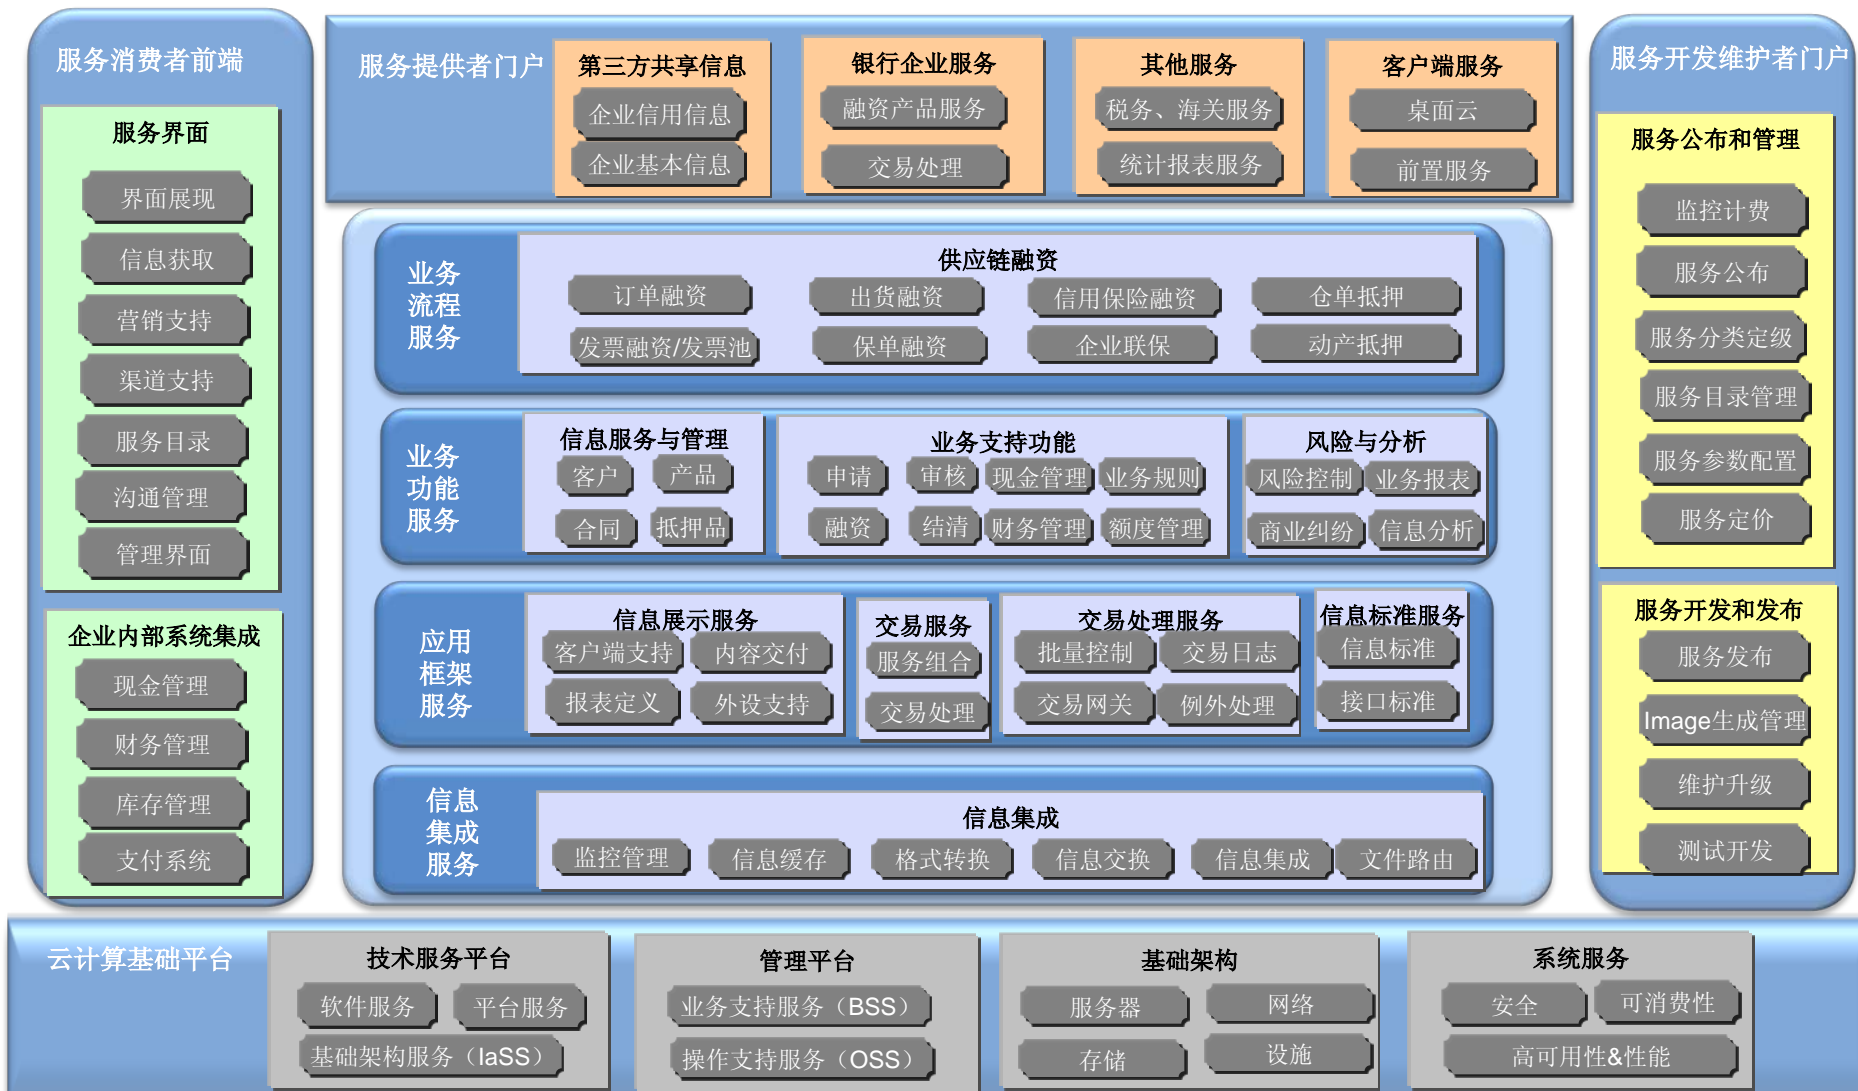 服务消费者前端
服务界面
界面展现
信息获取
营销支持
渠道支持
服务目录
沟通管理
管理界面
企业内部系统集成
现金管理
财务管理
库存管理
支付系统
服务提供者门户
第三方共享信息
企业信用信息
企业基本信息
银行企业服务
融资产品服务
交易处理
其他服务
税务、海关服务
统计报表服务
客户端服务
桌面云
前置服务
业务
流程
服务
供应链融资
订单融资
出货融资
信用保险融资
仓单抵押
发票融资/发票池
保单融资
企业联保
动产抵押
业务
功能
服务
信息服务与管理
客户
产品
合同
抵押品
业务支持功能
申请
审核
现金管理
业务规则
融资
结清
财务管理
额度管理
风险与分析
风险控制
业务报表
商业纠纷
信息分析
应用
框架
服务
信息展示服务
客户端支持
内容交付
报表定义
外设支持
交易服务
服务组合
交易处理
交易处理服务
批量控制
交易日志
交易网关
例外处理
信息标准服务
信息标准
接口标准
信息
集成
服务
信息集成
监控管理
信息缓存
格式转换
信息交换
信息集成
文件路由
服务开发维护者门户
服务公布和管理
监控计费
服务公布
服务分类定级
服务目录管理
服务参数配置
服务定价
服务开发和发布
服务发布
Image生成管理
维护升级
测试开发
云计算基础平台
技术服务平台
软件服务
平台服务
基础架构服务（IaSS）
管理平台
业务支持服务（BSS）
操作支持服务（OSS）
基础架构
服务器
网络
存储
设施
系统服务
安全
可消费性
高可用性&性能